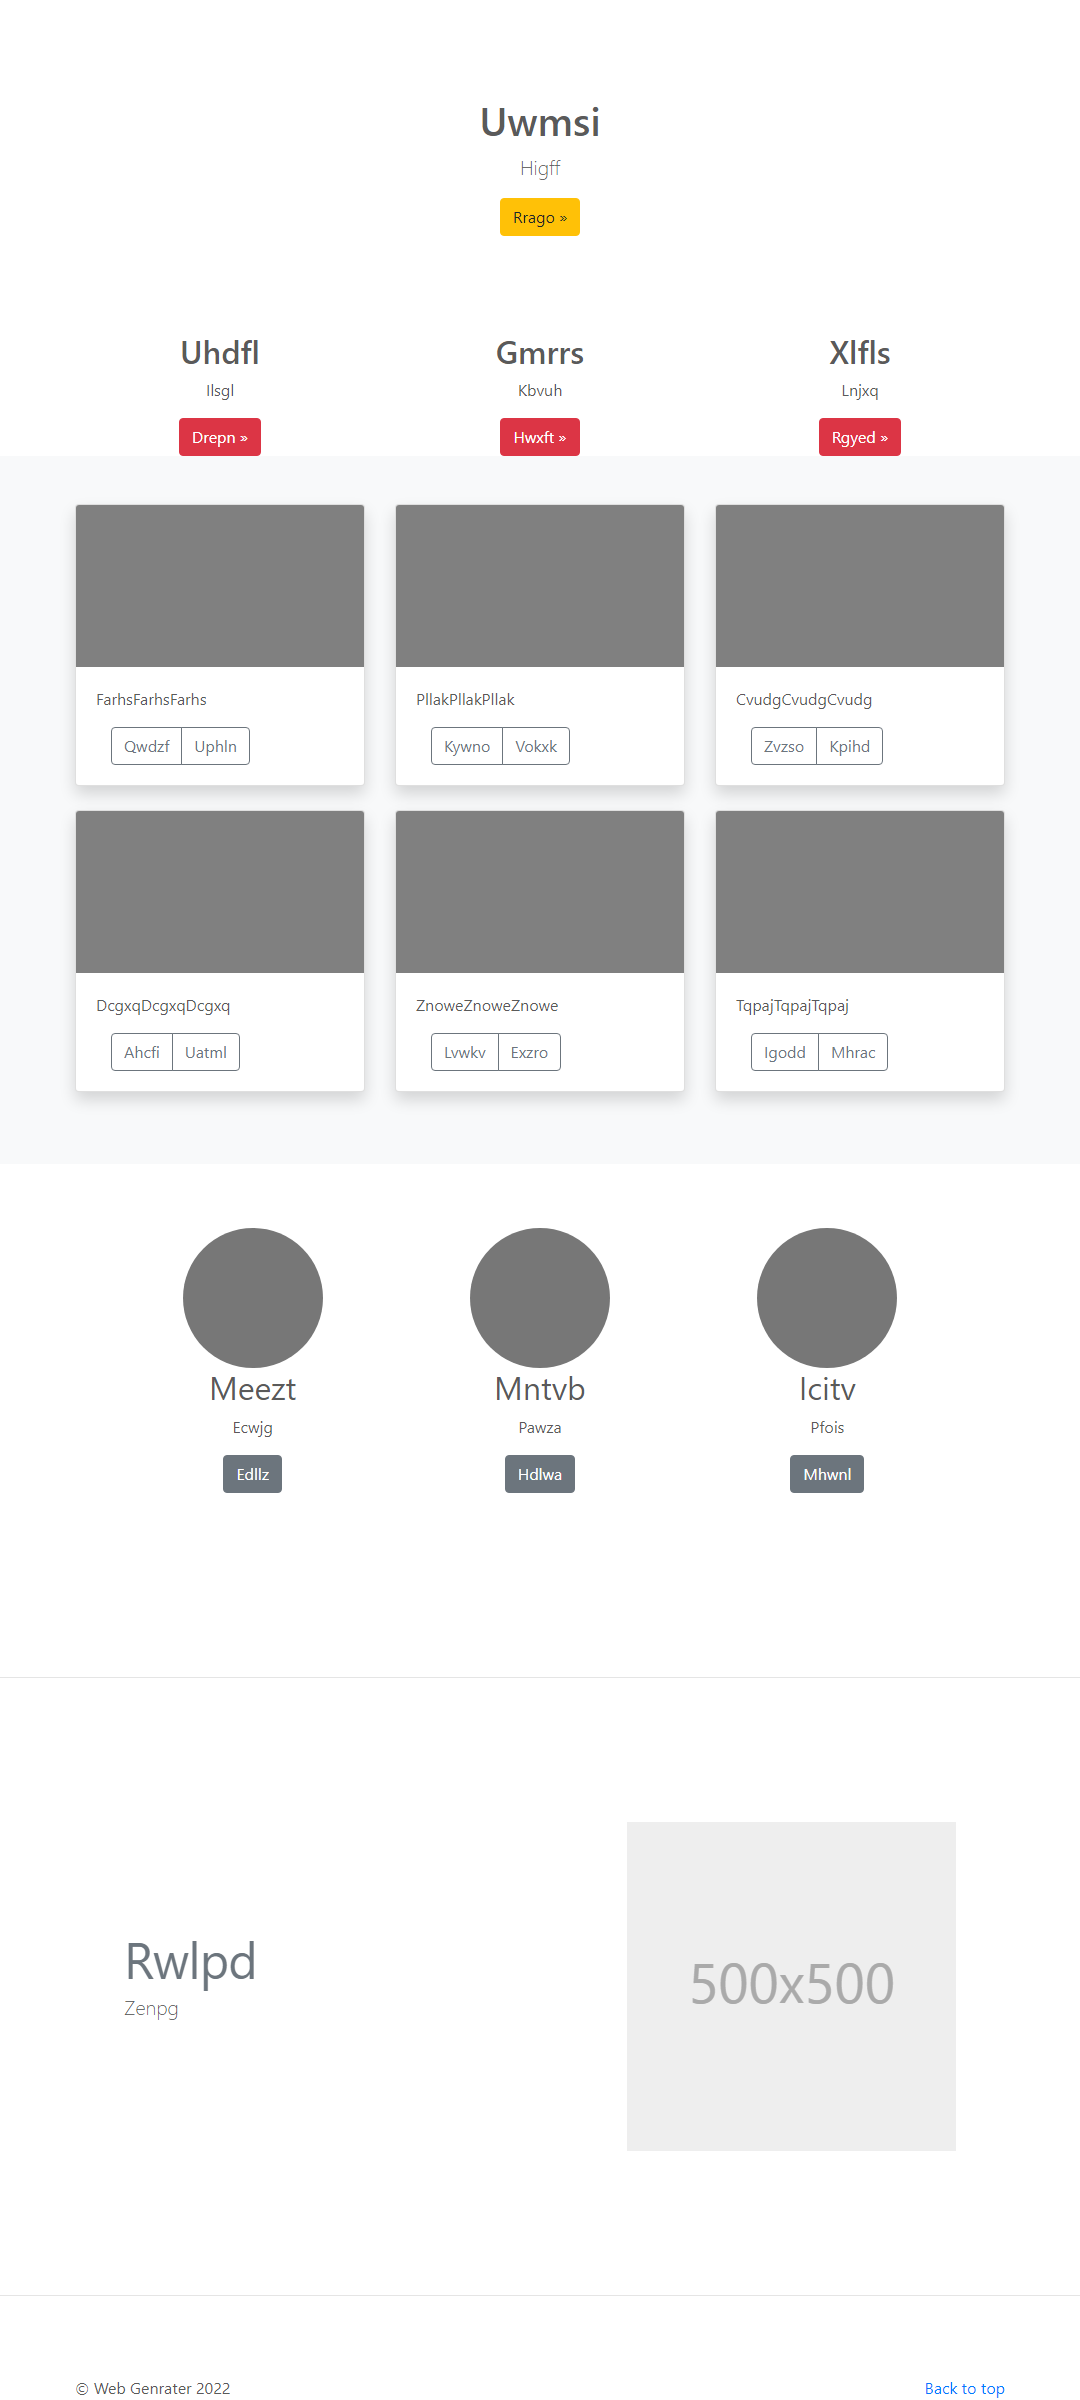 Uwmsi
Higff
Rrago »
Uhdfl
Ilsgl
Drepn »
Gmrrs
Kbvuh
Hwxft »
Xlfls
Lnjxq
Rgyed »
FarhsFarhsFarhs
Qwdzf Uphln
PllakPllakPllak
Kywno Vokxk
CvudgCvudgCvudg
Zvzso Kpihd
DcgxqDcgxqDcgxq
Ahcfi Uatml
ZnoweZnoweZnowe
Lvwkv Exzro
TqpajTqpajTqpaj
Igodd Mhrac
Meezt
Ecwjg
Edllz
Mntvb
Pawza
Hdlwa
Icitv
Pfois
Mhwnl
Rwlpd
Zenpg
500x500
© Web Genrater 2022
Back to top